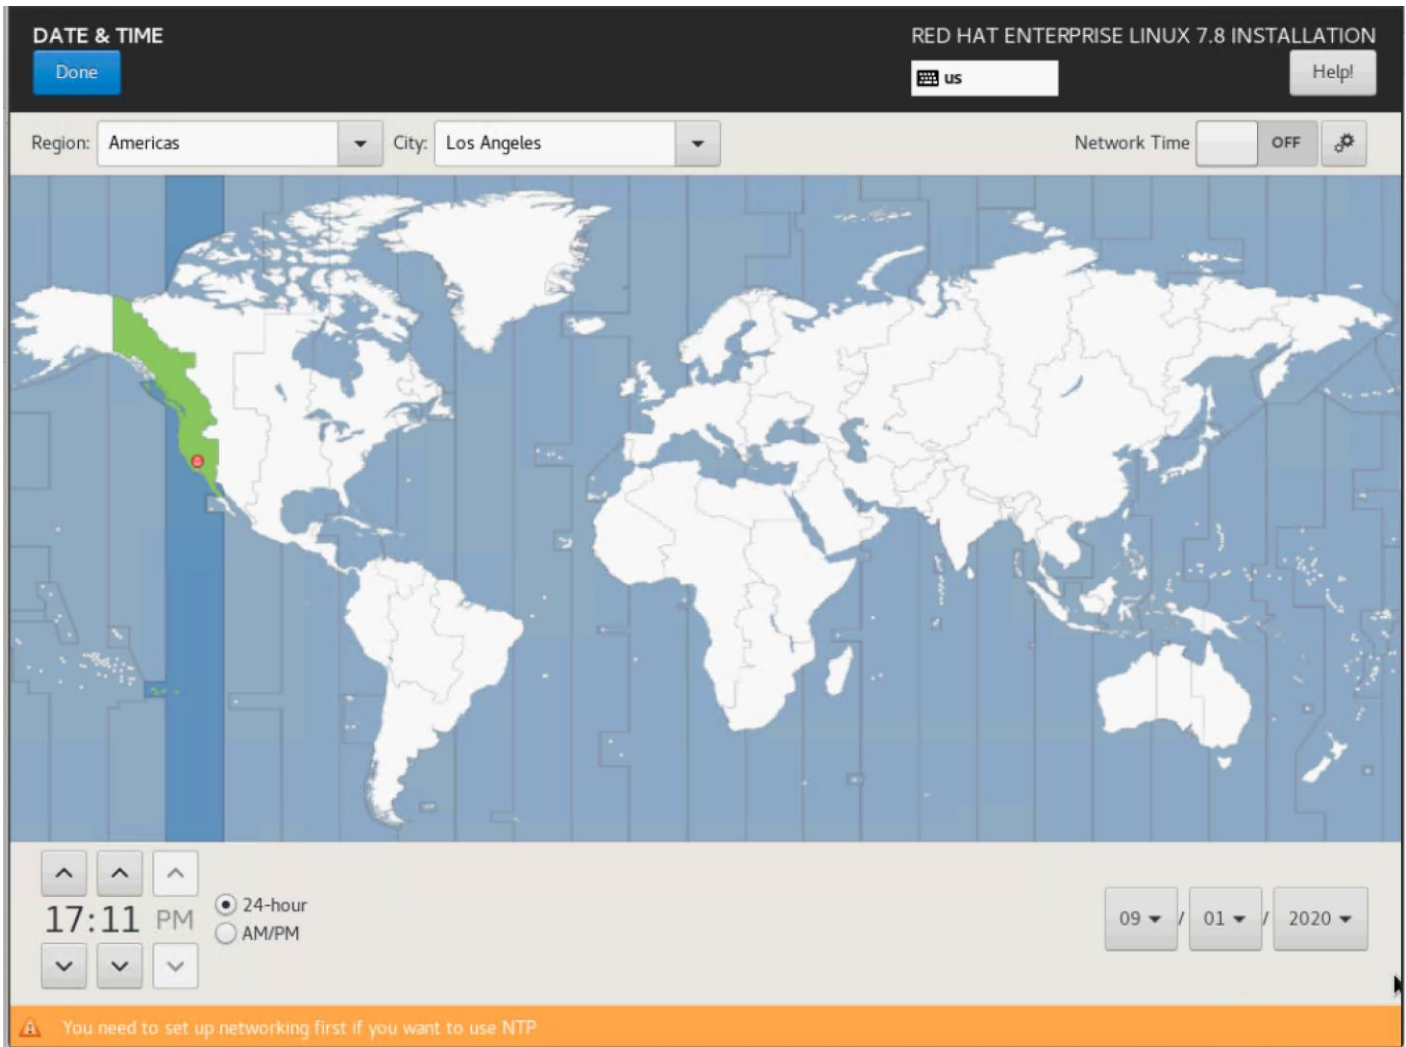 DATE & TIME
RED HAT ENTERPRISE LINUX 7.8 INSTALLATION
Done
us
Help!
Region: Americas City: Los Angeles Network Time OFF
17:11 PM
24-hour
AM/PM
09 / 01 / 2020
You need to set up networking first if you want to use NTP